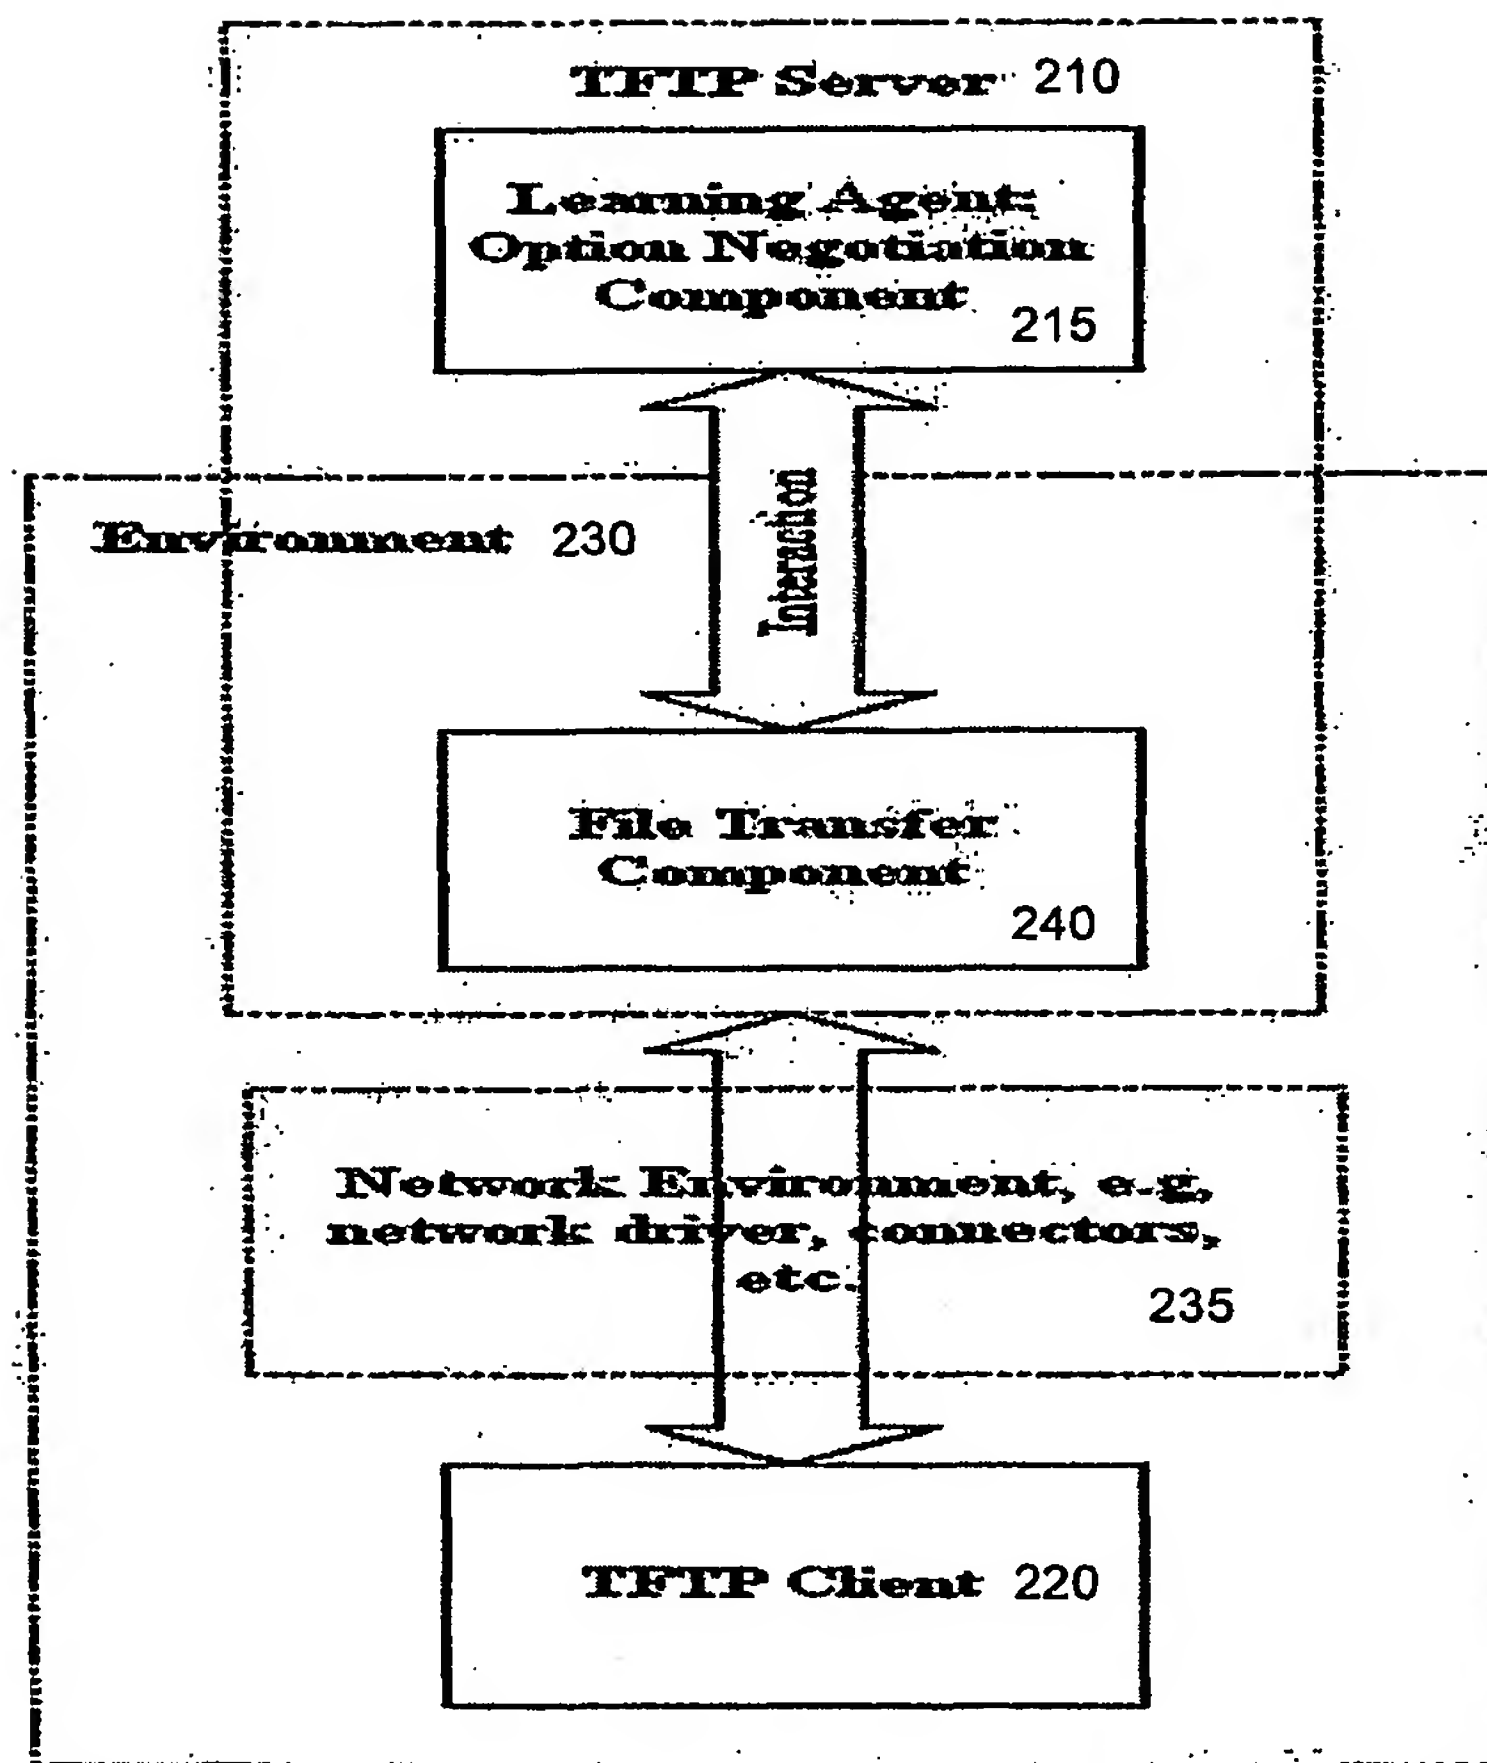 TFTP Server 210
Learning Agent:
Option Negotiation
Component
215
Environment 230
Interaction
File Transfer
Component
240
Network Environment, e.g,
network driver, connectors,
etc.
235
TFTP Client 220